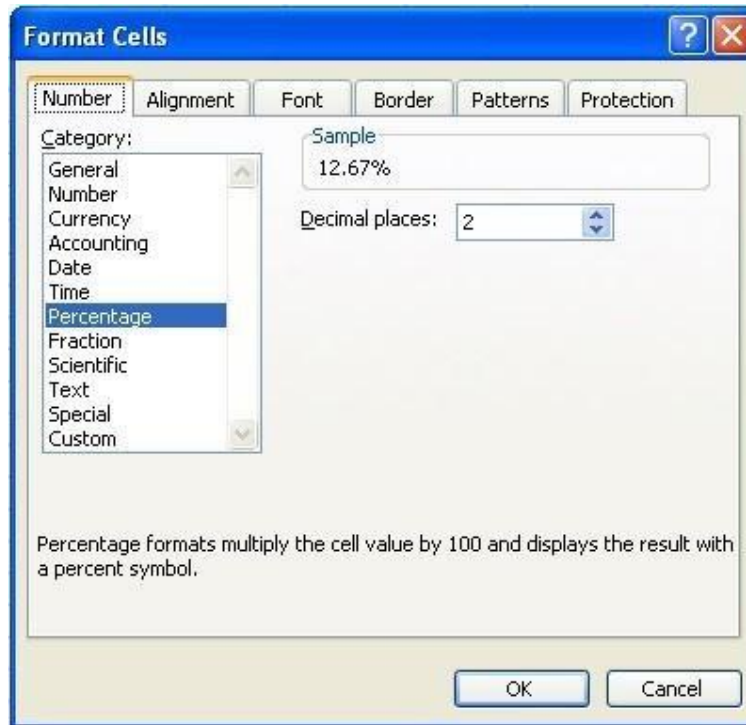 Format Cells
Number Alignment Font Border Patterns Protection
Category:
General
Number
Currency
Accounting
Date
Time
Percentage
Fraction
Scientific
Text
Special
Custom
Sample
12.67%
Decimal places: 2
Percentage formats multiply the cell value by 100 and displays the result with
a percent symbol.
OK Cancel